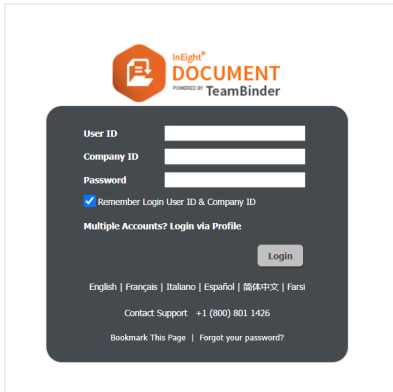 InEight®
DOCUMENT
POWERED BY TeamBinder
User ID
Company ID
Password
Remember Login User ID & Company ID
Multiple Accounts? Login via Profile
Login
English | Français | Italiano | Español | 简体中文 | Farsi
Contact Support +1 (800) 801 1426
Bookmark This Page | Forgot your password?